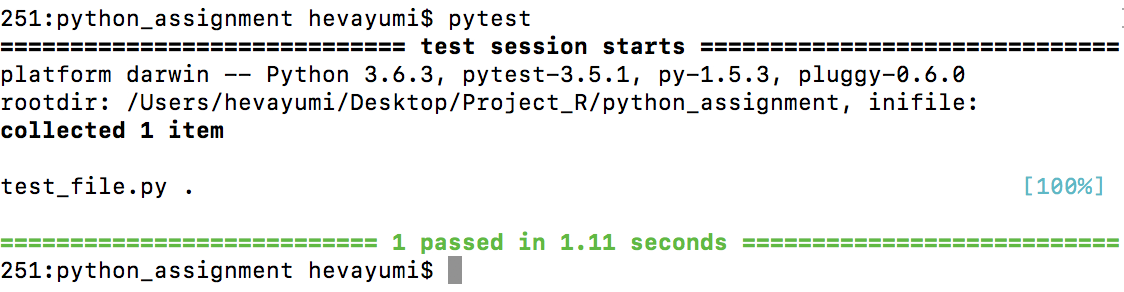 251:python_assignment hevayumi$ pytest
============================= test session starts ==============================
platform darwin -- Python 3.6.3, pytest-3.5.1, py-1.5.3, pluggy-0.6.0
rootdir: /Users/hevayumi/Desktop/Project_R/python_assignment, inifile:
collected 1 item
test_file.py . [100%]
=========================== 1 passed in 1.11 seconds ===========================
251:python_assignment hevayumi$